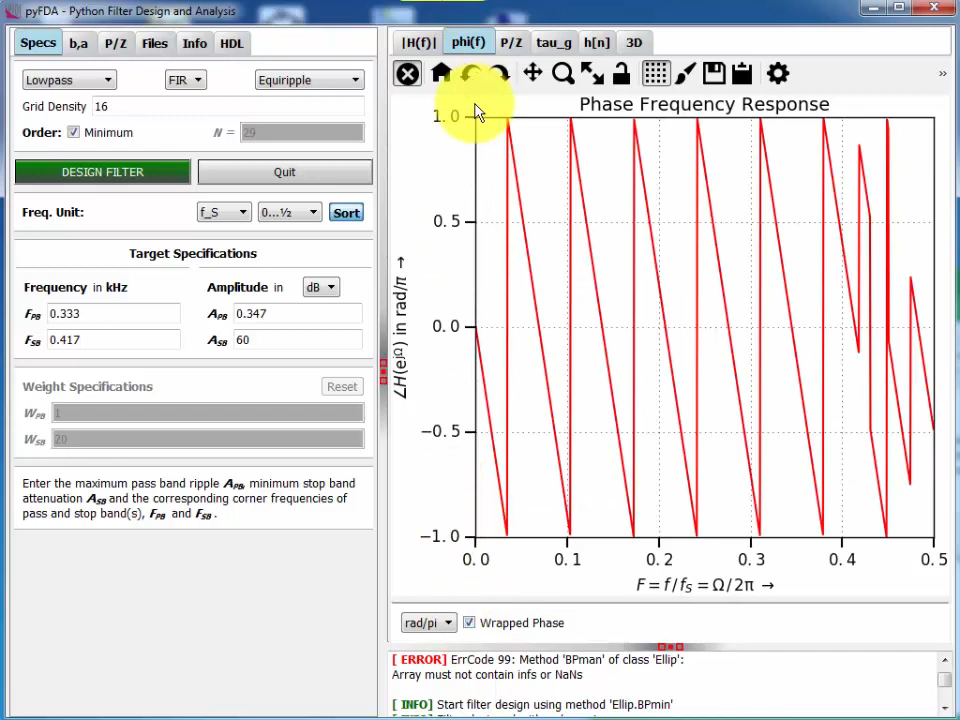 pyFDA - Python Filter Design and Analysis
Specs b,a P/Z Files Info HDL
Lowpass FIR Equiripple
Grid Density 16
Order: Minimum N = 29
DESIGN FILTER Quit
Freq. Unit: f_S 0...½ Sort
Target Specifications
Frequency in kHz Amplitude in dB
F_PB 0.333 A_PB 0.347
F_SB 0.417 A_SB 60
Weight Specifications Reset
W_PB 1
W_SB 20
Enter the maximum pass band ripple A_PB, minimum stop band
attenuation A_SB and the corresponding corner frequencies of
pass and stop band(s), F_PB and F_SB .
|H(f)| phi(f) P/Z tau_g h[n] 3D
»
Phase Frequency Response
1.0
0.5
0.0
−0.5
−1.0
∠H(e^jΩ) in rad/π →
0.0 0.1 0.2 0.3 0.4 0.5
F = f/f_S = Ω/2π →
rad/pi Wrapped Phase
[ ERROR] ErrCode 99: Method 'BPman' of class 'Ellip':
Array must not contain infs or NaNs
[ INFO] Start filter design using method 'Ellip.BPmin'